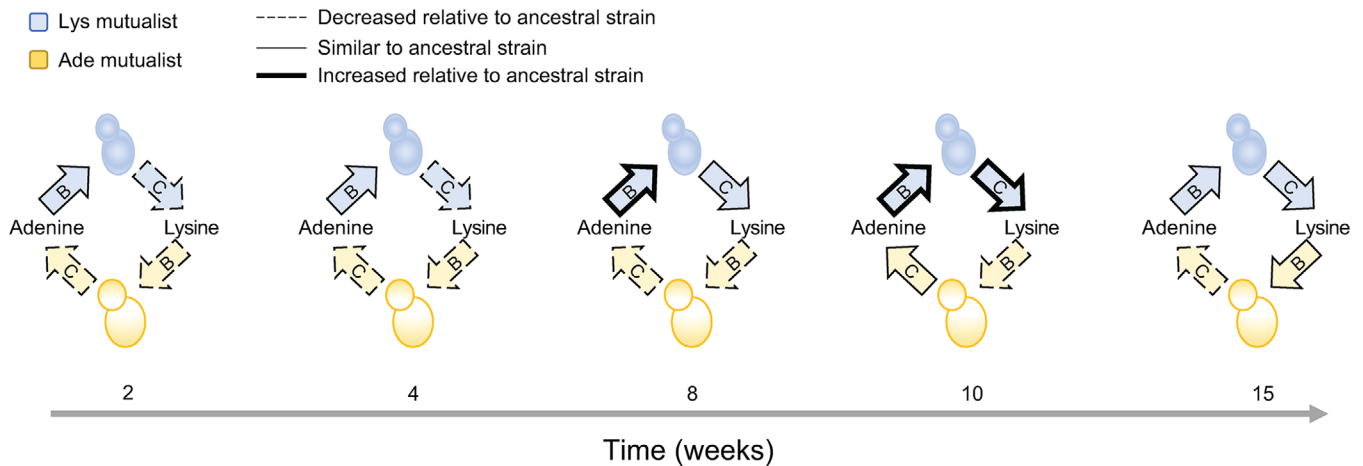 Lys mutualist
Ade mutualist
Decreased relative to ancestral strain
Similar to ancestral strain
Increased relative to ancestral strain
B C
Adenine Lysine
C B
B C
Adenine Lysine
C B
B C
Adenine Lysine
C B
B C
Adenine Lysine
C B
B C
Adenine Lysine
C B
2 4 8 10 15
Time (weeks)